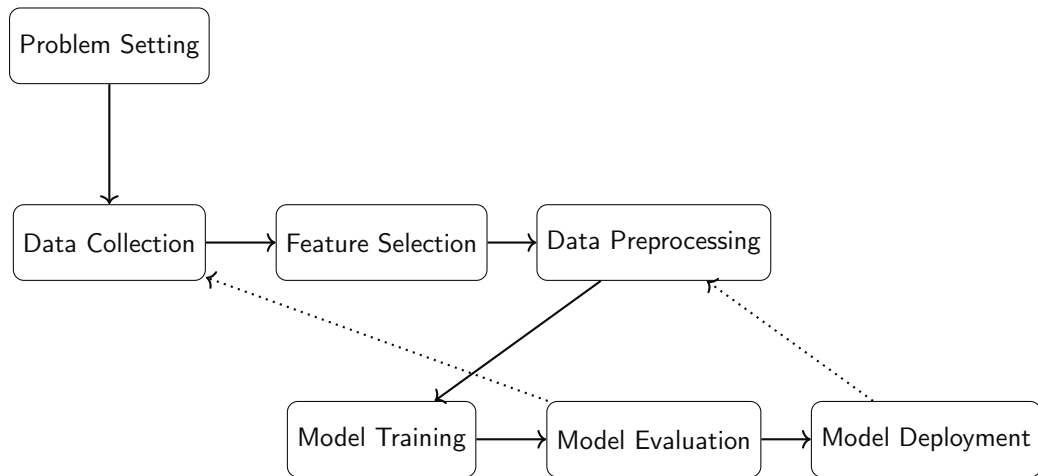 Problem Setting
Data Collection
Feature Selection
Data Preprocessing
Model Training
Model Evaluation
Model Deployment